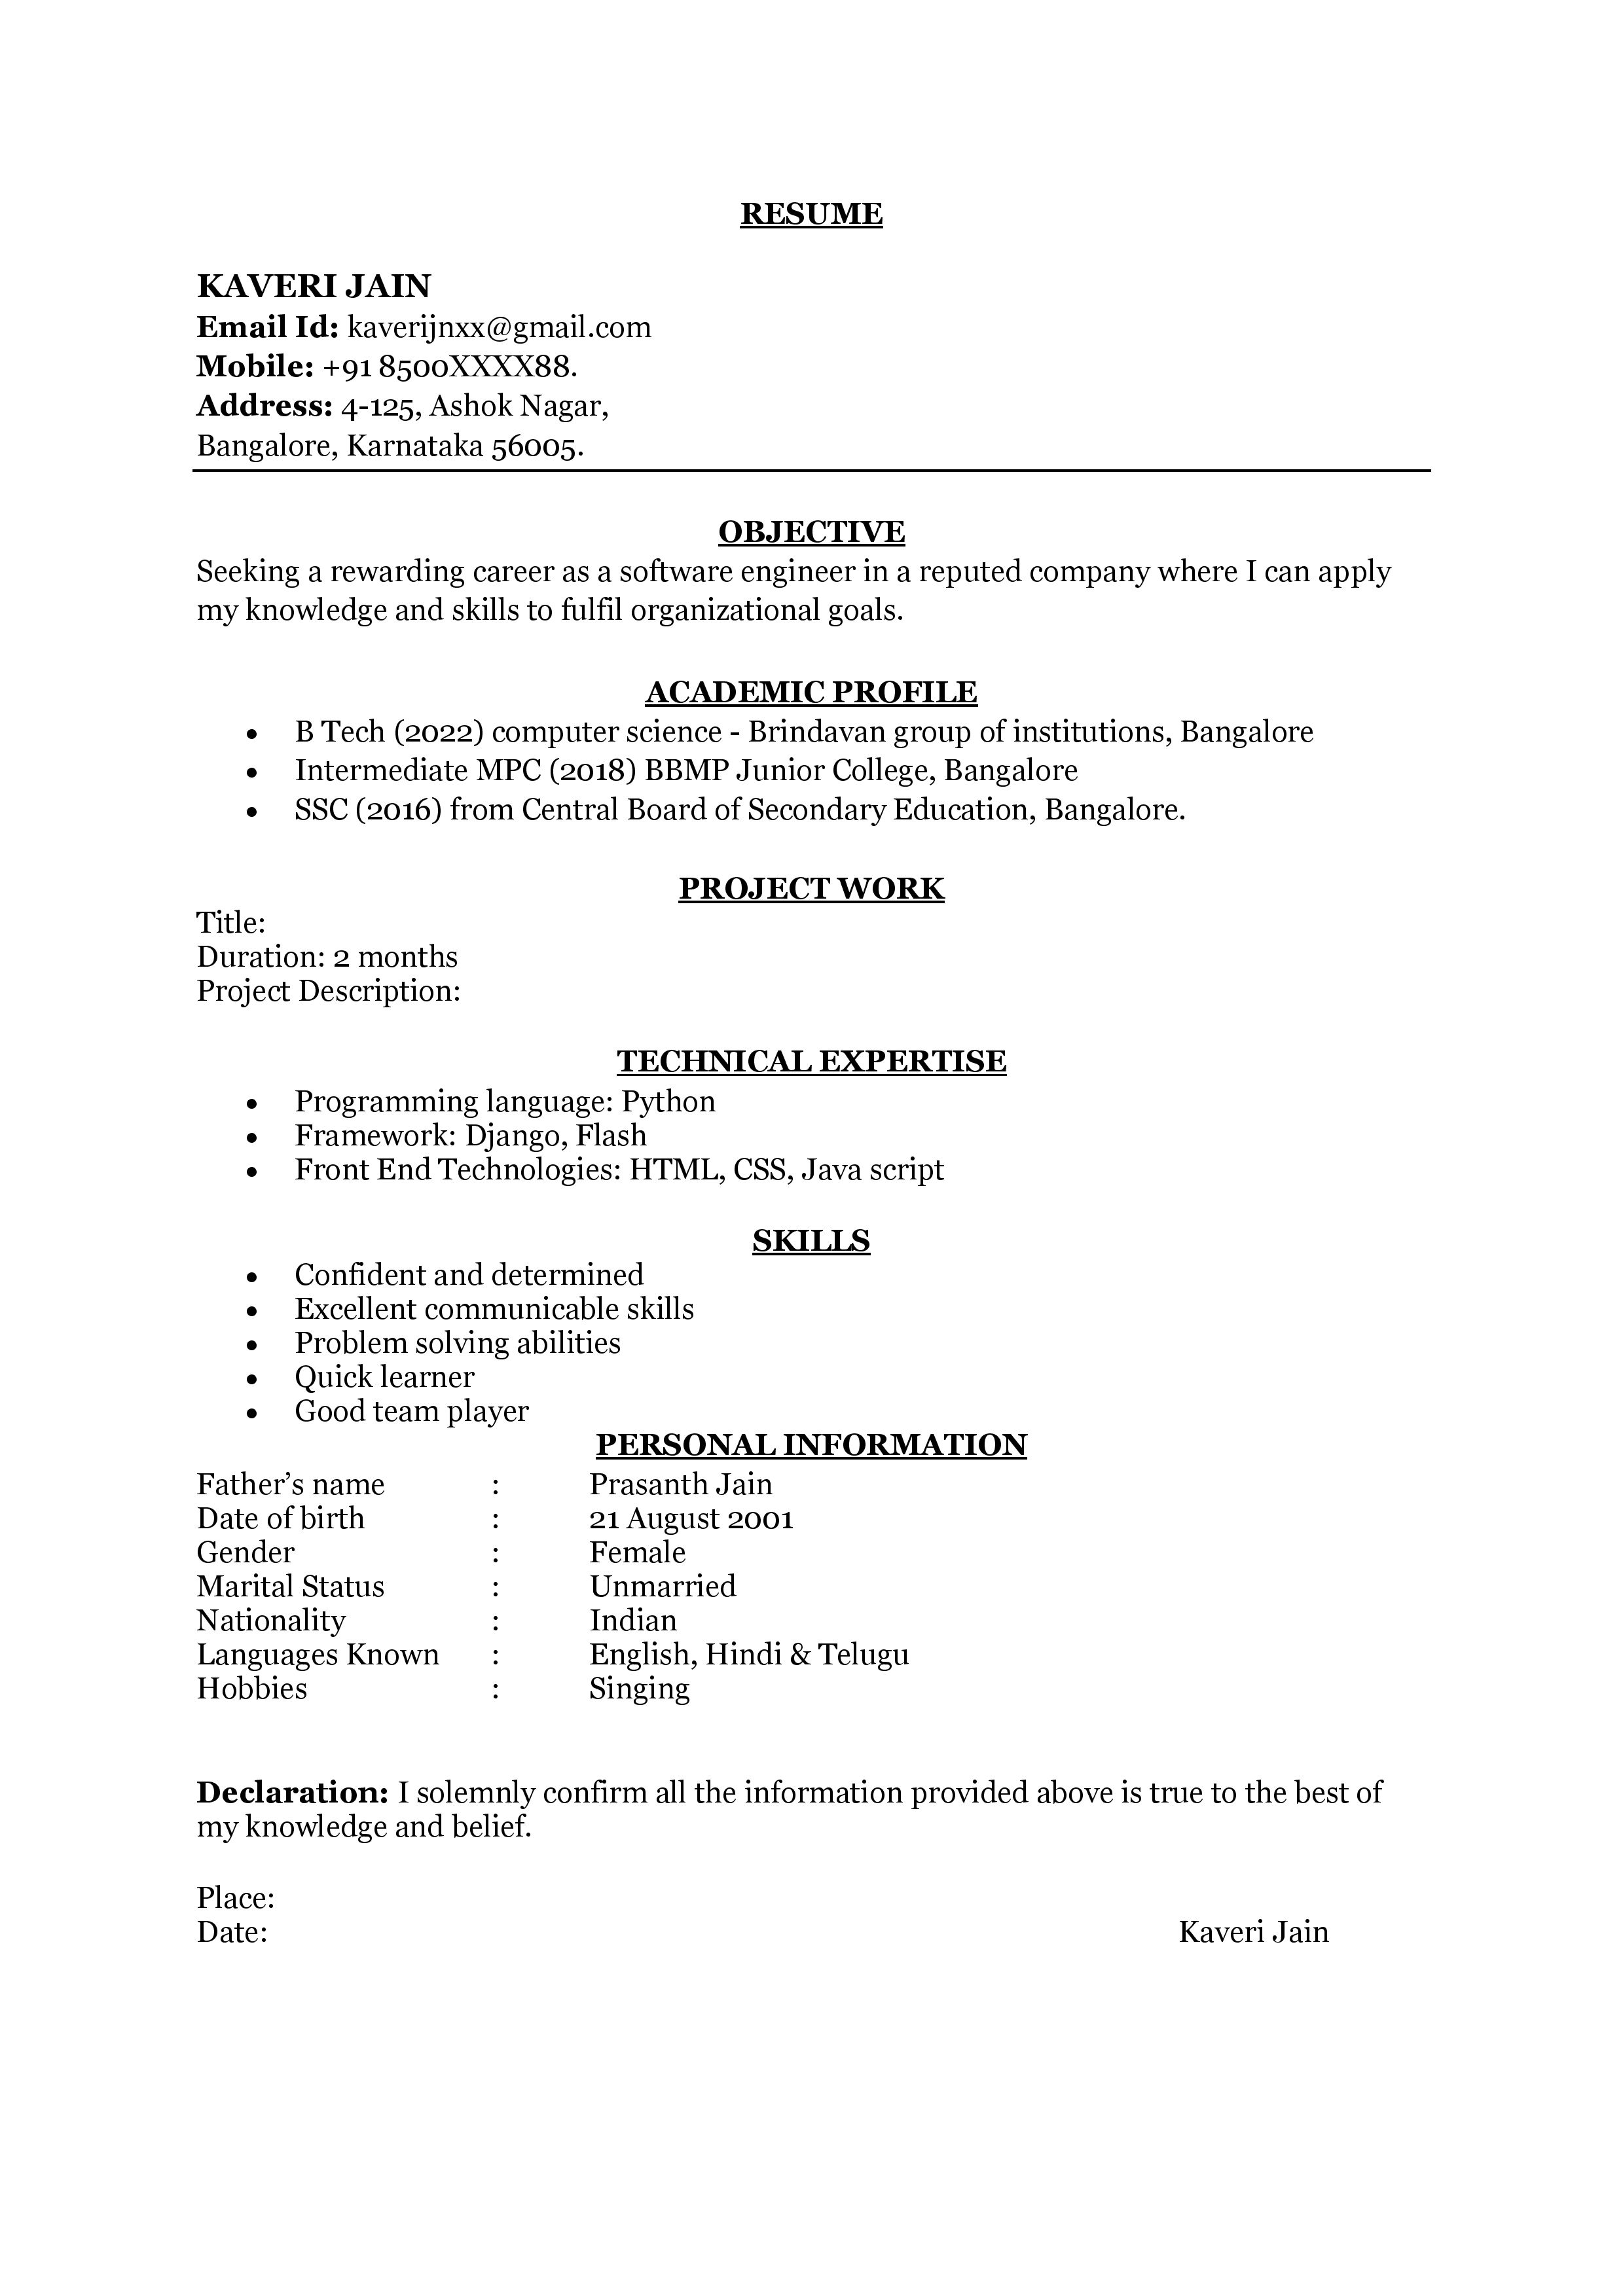 RESUME
KAVERI JAIN
Email Id: kaverijnxx@gmail.com
Mobile: +91 8500XXXX88.
Address: 4-125, Ashok Nagar,
Bangalore, Karnataka 56005.
OBJECTIVE
Seeking a rewarding career as a software engineer in a reputed company where I can apply
my knowledge and skills to fulfil organizational goals.
ACADEMIC PROFILE
• B Tech (2022) computer science - Brindavan group of institutions, Bangalore
• Intermediate MPC (2018) BBMP Junior College, Bangalore
• SSC (2016) from Central Board of Secondary Education, Bangalore.
PROJECT WORK
Title:
Duration: 2 months
Project Description:
TECHNICAL EXPERTISE
• Programming language: Python
• Framework: Django, Flash
• Front End Technologies: HTML, CSS, Java script
SKILLS
• Confident and determined
• Excellent communicable skills
• Problem solving abilities
• Quick learner
• Good team player
PERSONAL INFORMATION
Father’s name : Prasanth Jain
Date of birth : 21 August 2001
Gender : Female
Marital Status : Unmarried
Nationality : Indian
Languages Known : English, Hindi & Telugu
Hobbies : Singing
Declaration: I solemnly confirm all the information provided above is true to the best of
my knowledge and belief.
Place:
Date: Kaveri Jain